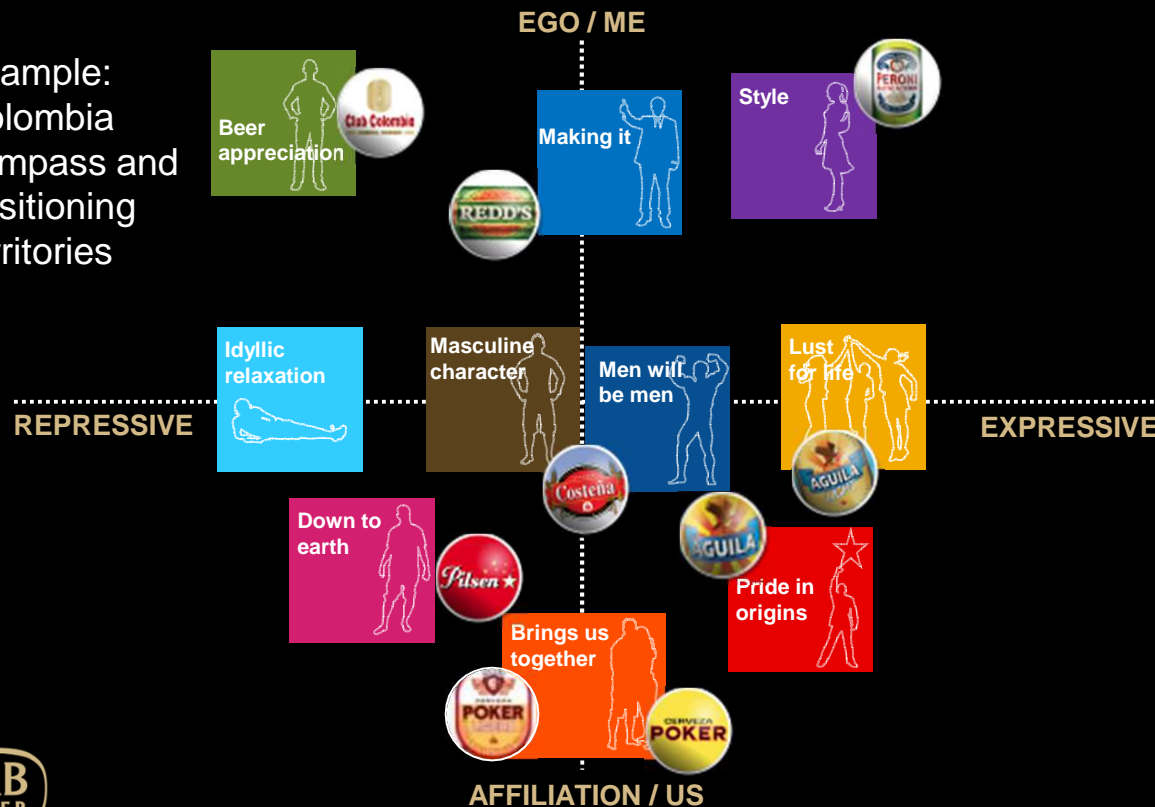 EGO / ME
ample:
olombia
mpass and
sitioning
rritories
Beer
appreciation
Club Colombia
Making it
Style
PERONI
REDD'S
Idyllic
relaxation
Masculine
character
Men will
be men
Lust
for life
REPRESSIVE
EXPRESSIVE
Costeña
AGUILA
AGUILA
Down to
earth
Pilsen
Pride in
origins
Brings us
together
POKER
CERVEZA
POKER
AB
AFFILIATION / US